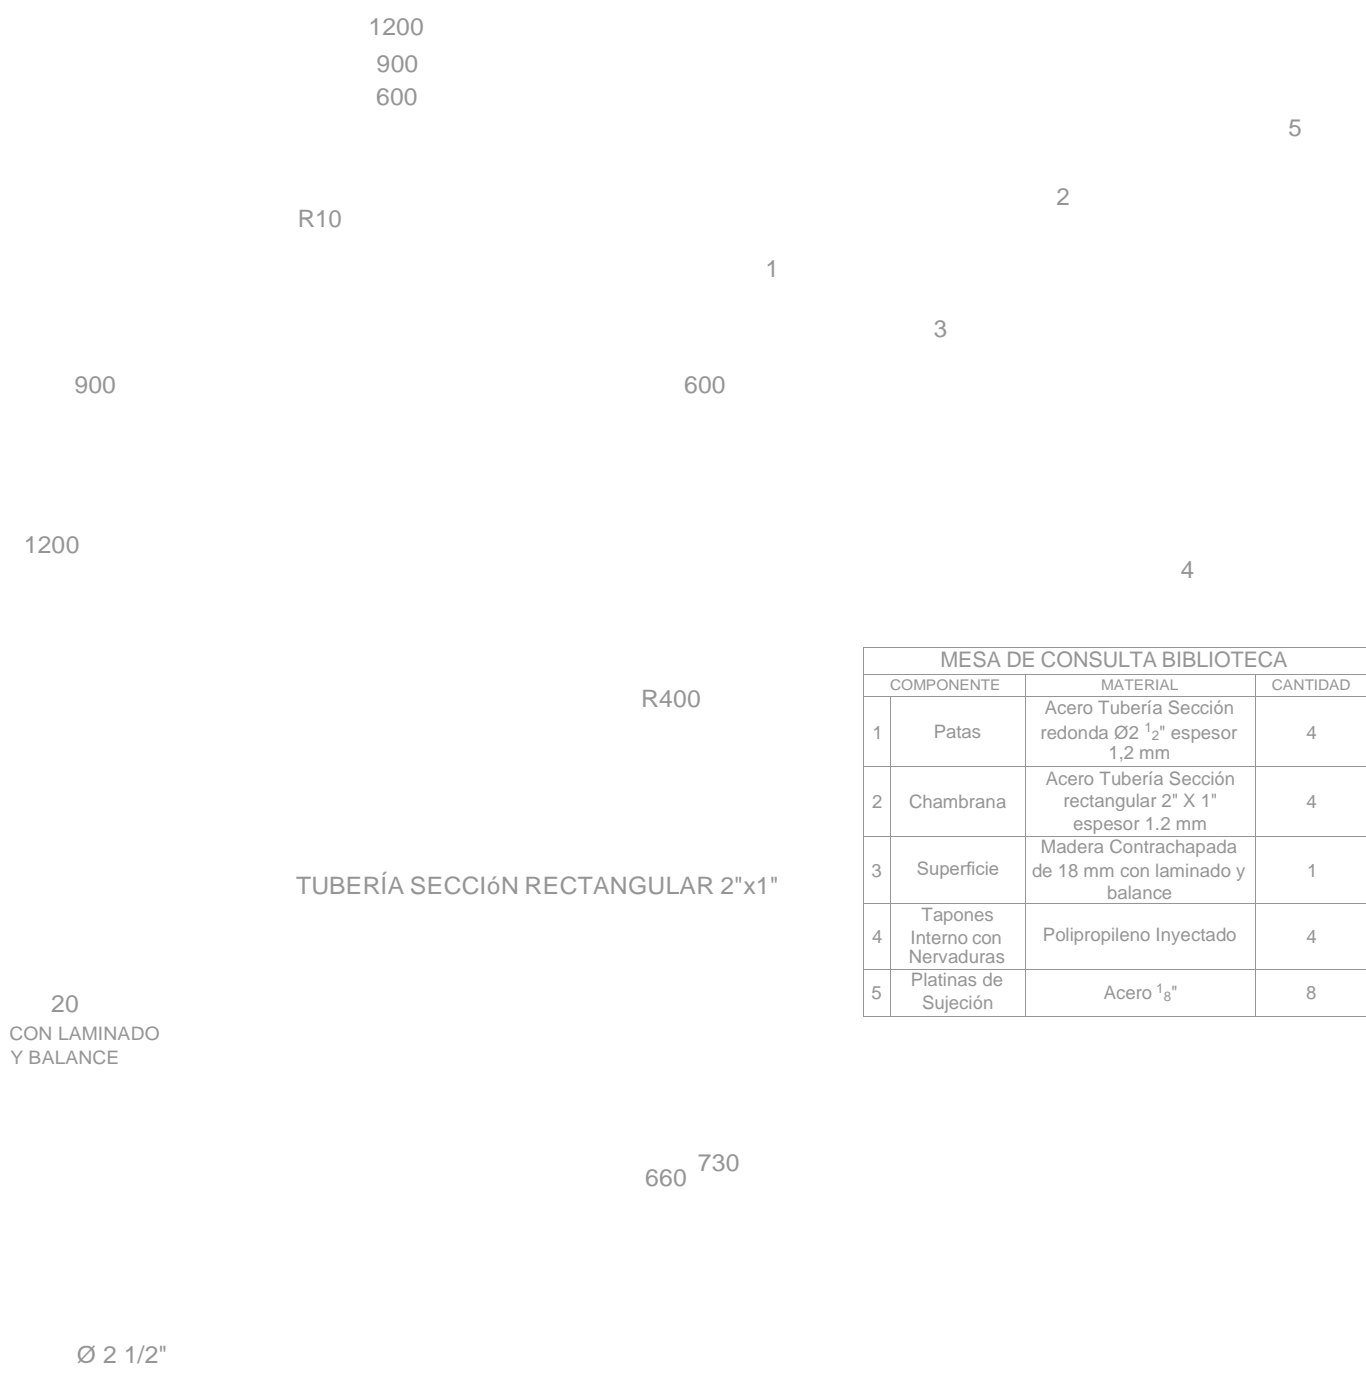 1200
900
600
5
2
R10
1
3
900
600
1200
4
R400
TUBERÍA SECCIóN RECTANGULAR 2"x1"
20
CON LAMINADO
Y BALANCE
660
730
Ø 2 1/2"
MESA DE CONSULTA BIBLIOTECA
COMPONENTE MATERIAL CANTIDAD
1 Patas Acero Tubería Sección
redonda Ø2 1/2" espesor
1,2 mm 4
2 Chambrana Acero Tubería Sección
rectangular 2" X 1"
espesor 1.2 mm 4
3 Superficie Madera Contrachapada
de 18 mm con laminado y
balance 1
4 Tapones
Interno con
Nervaduras Polipropileno Inyectado 4
5 Platinas de
Sujeción Acero 1/8" 8